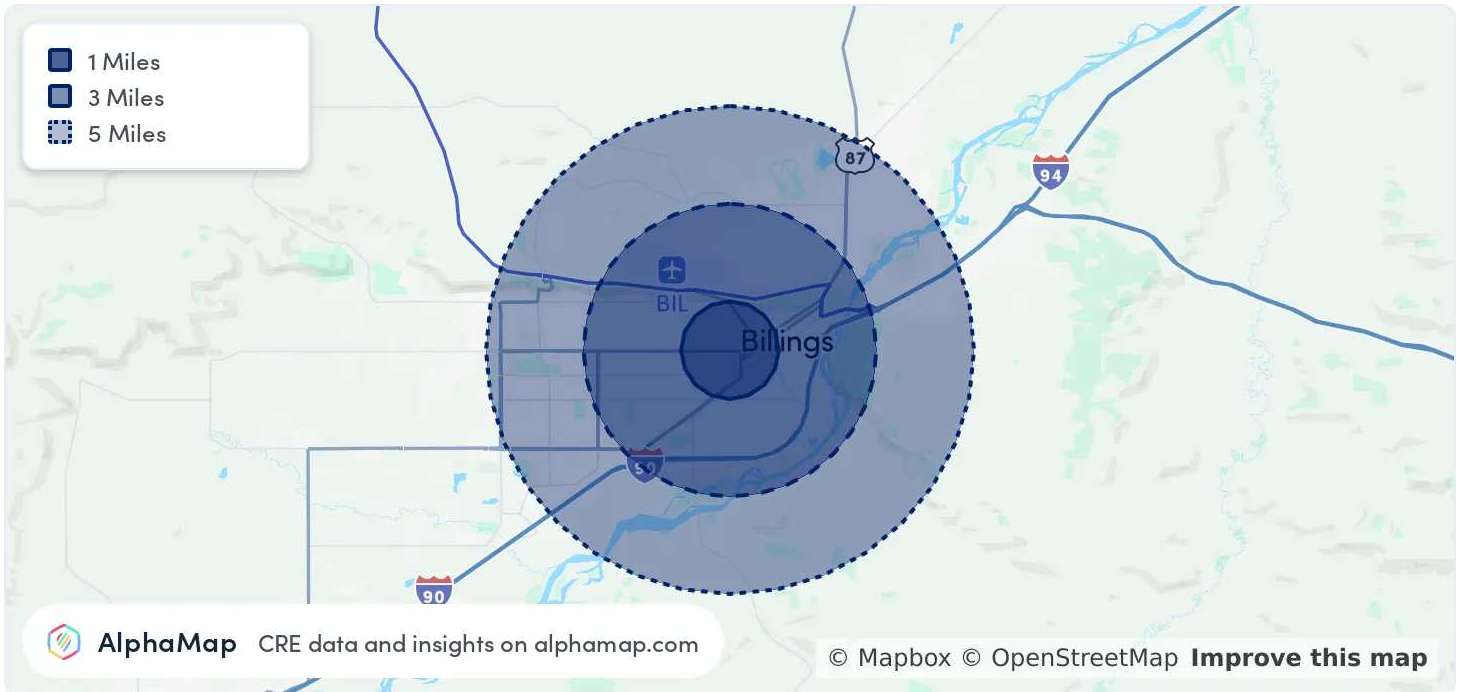 1 Miles
3 Miles
5 Miles
87
94
BIL
Billings
90
90
AlphaMap CRE data and insights on alphamap.com
© Mapbox © OpenStreetMap Improve this map